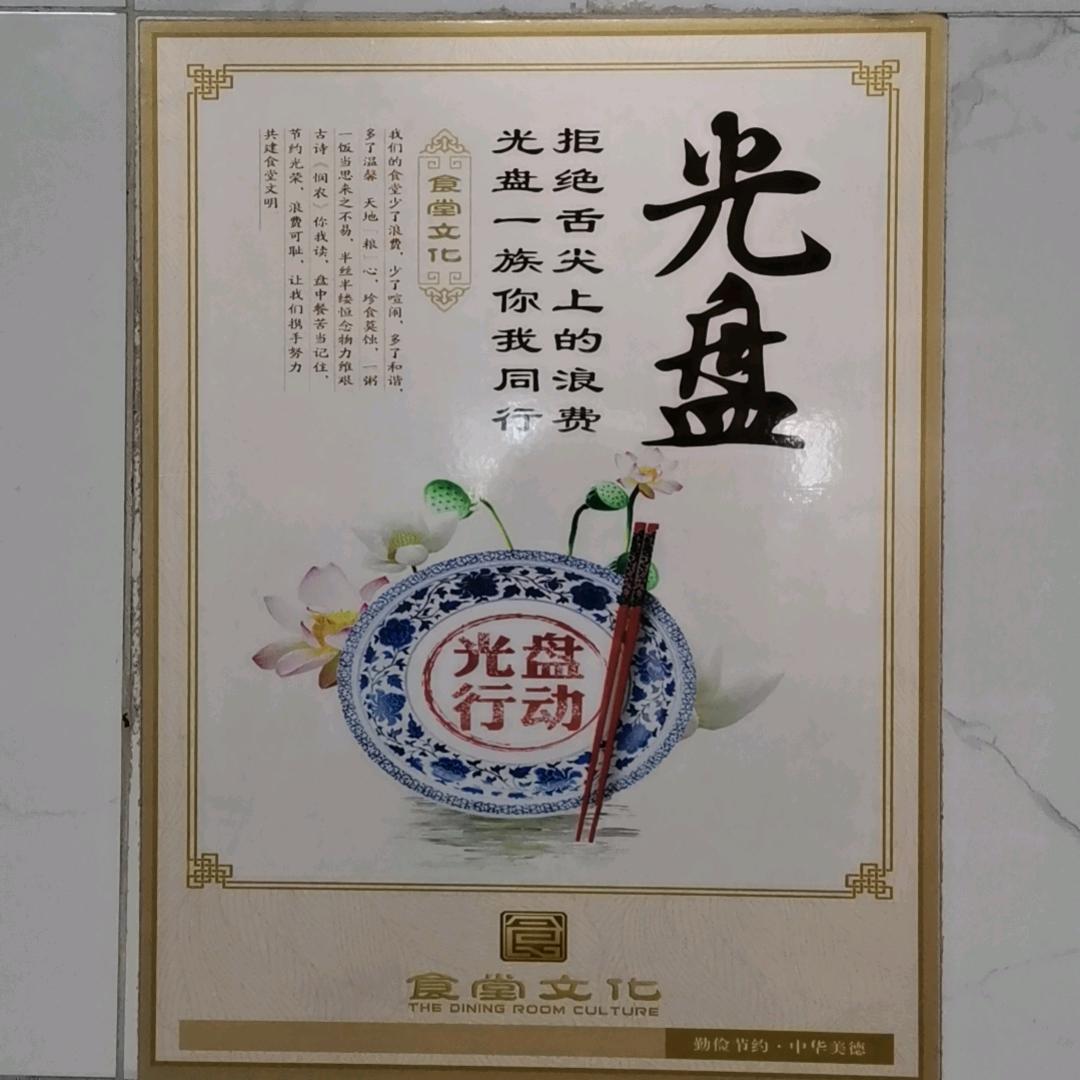 光盘
拒绝舌尖上的浪费
光盘一族你我同行
食堂文化
我们的食堂少了浪费，少了喧闹，多了和谐，
多了温馨 天地“粮”心，珍食莫蚀，一粥
一饭当思来之不易，半丝半缕恒念物力维艰
古诗《悯农》你我读，盘中餐苦当记住，
节约光荣、浪费可耻，让我们携手努力
共建食堂文明
光盘
行动
食堂文化
THE DINING ROOM CULTURE
勤俭节约·中华美德